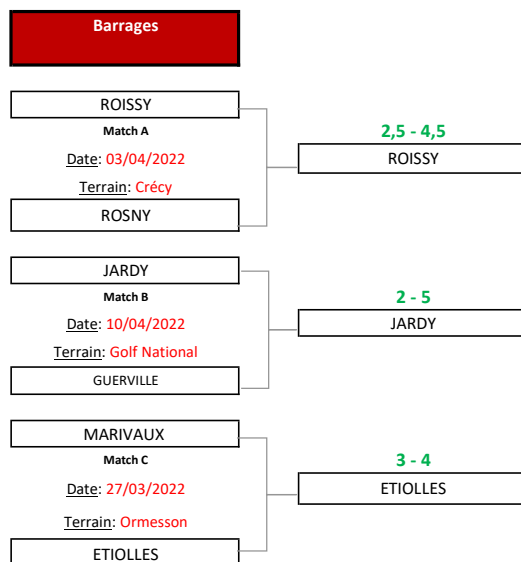 Barrages
ROISSY
Match A
Date: 03/04/2022
Terrain: Crécy
ROSNY
2,5 - 4,5
ROISSY
JARDY
Match B
Date: 10/04/2022
Terrain: Golf National
GUERVILLE
2 - 5
JARDY
MARIVAUX
Match C
Date: 27/03/2022
Terrain: Ormesson
ETIOLLES
3 - 4
ETIOLLES